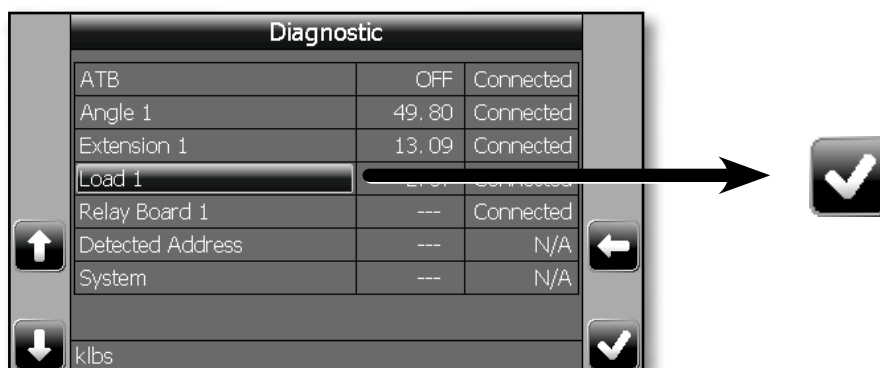 Diagnostic
ATB OFF Connected
Angle 1 49.80 Connected
Extension 1 13.09 Connected
Load 1
Relay Board 1 --- Connected
Detected Address --- N/A
System --- N/A
klbs